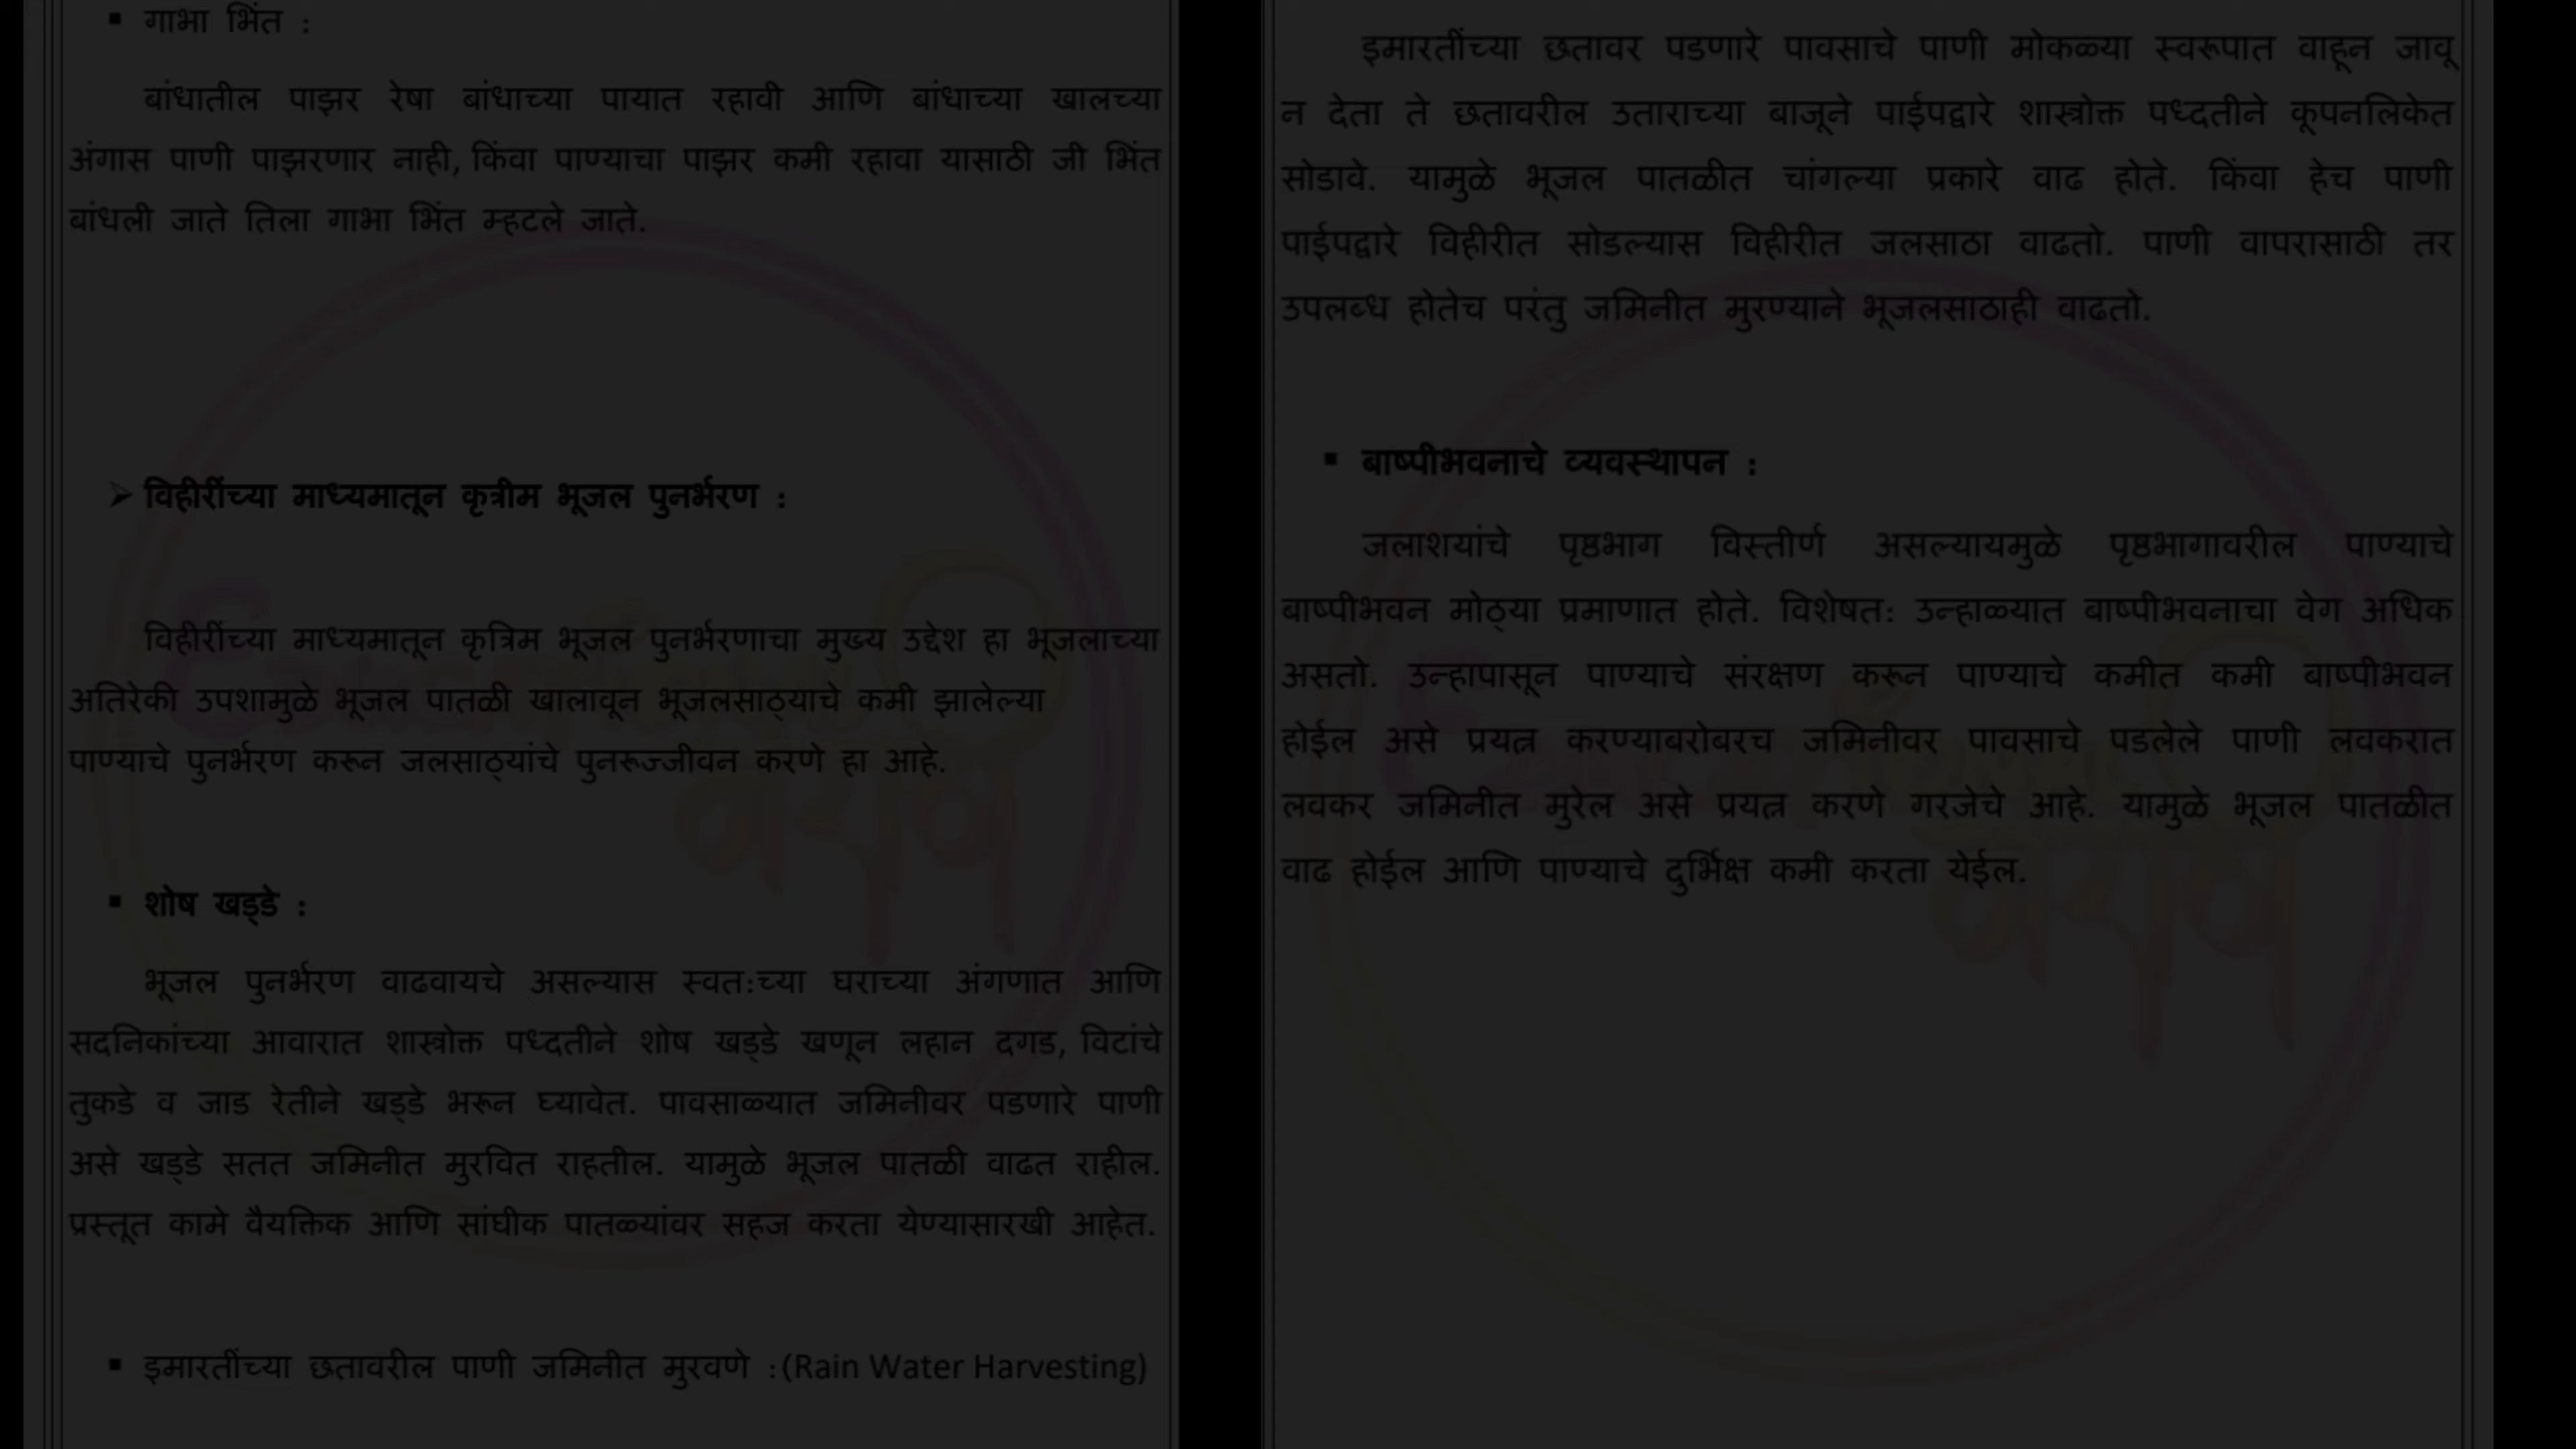 ▪ गाभा भिंत :
बांधातील पाझर रेषा बांधाच्या पायात रहावी आणि बांधाच्या खालच्या
अंगास पाणी पाझरणार नाही, किंवा पाण्याचा पाझर कमी रहावा यासाठी जी भिंत
बांधली जाते तिला गाभा भिंत म्हटले जाते.
➢ विहीरींच्या माध्यमातून कृत्रीम भूजल पुनर्भरण :
विहीरींच्या माध्यमातून कृत्रिम भूजल पुनर्भरणाचा मुख्य उद्देश हा भूजलाच्या
अतिरेकी उपशामुळे भूजल पातळी खालावून भूजलसाठ्याचे कमी झालेल्या
पाण्याचे पुनर्भरण करून जलसाठ्यांचे पुनरूज्जीवन करणे हा आहे.
▪ शोष खड्डे :
भूजल पुनर्भरण वाढवायचे असल्यास स्वत:च्या घराच्या अंगणात आणि
सदनिकांच्या आवारात शास्त्रोक्त पध्दतीने शोष खड्डे खणून लहान दगड, विटांचे
तुकडे व जाड रेतीने खड्डे भरून घ्यावेत. पावसाळ्यात जमिनीवर पडणारे पाणी
असे खड्डे सतत जमिनीत मुरवित राहतील. यामुळे भूजल पातळी वाढत राहील.
प्रस्तूत कामे वैयक्तिक आणि सांघीक पातळ्यांवर सहज करता येण्यासारखी आहेत.
▪ इमारतींच्या छतावरील पाणी जमिनीत मुरवणे :(Rain Water Harvesting)
इमारतींच्या छतावर पडणारे पावसाचे पाणी मोकळ्या स्वरूपात वाहून जावू
न देता ते छतावरील उताराच्या बाजूने पाईपद्वारे शास्त्रोक्त पध्दतीने कूपनलिकेत
सोडावे. यामुळे भूजल पातळीत चांगल्या प्रकारे वाढ होते. किंवा हेच पाणी
पाईपद्वारे विहीरीत सोडल्यास विहीरीत जलसाठा वाढतो. पाणी वापरासाठी तर
उपलब्ध होतेच परंतु जमिनीत मुरण्याने भूजलसाठाही वाढतो.
▪ बाष्पीभवनाचे व्यवस्थापन :
जलाशयांचे पृष्ठभाग विस्तीर्ण असल्यायमुळे पृष्ठभागावरील पाण्याचे
बाष्पीभवन मोठ्या प्रमाणात होते. विशेषत: उन्हाळ्यात बाष्पीभवनाचा वेग अधिक
असतो. उन्हापासून पाण्याचे संरक्षण करून पाण्याचे कमीत कमी बाष्पीभवन
होईल असे प्रयत्न करण्याबरोबरच जमिनीवर पावसाचे पडलेले पाणी लवकरात
लवकर जमिनीत मुरेल असे प्रयत्न करणे गरजेचे आहे. यामुळे भूजल पातळीत
वाढ होईल आणि पाण्याचे दुर्भिक्ष कमी करता येईल.